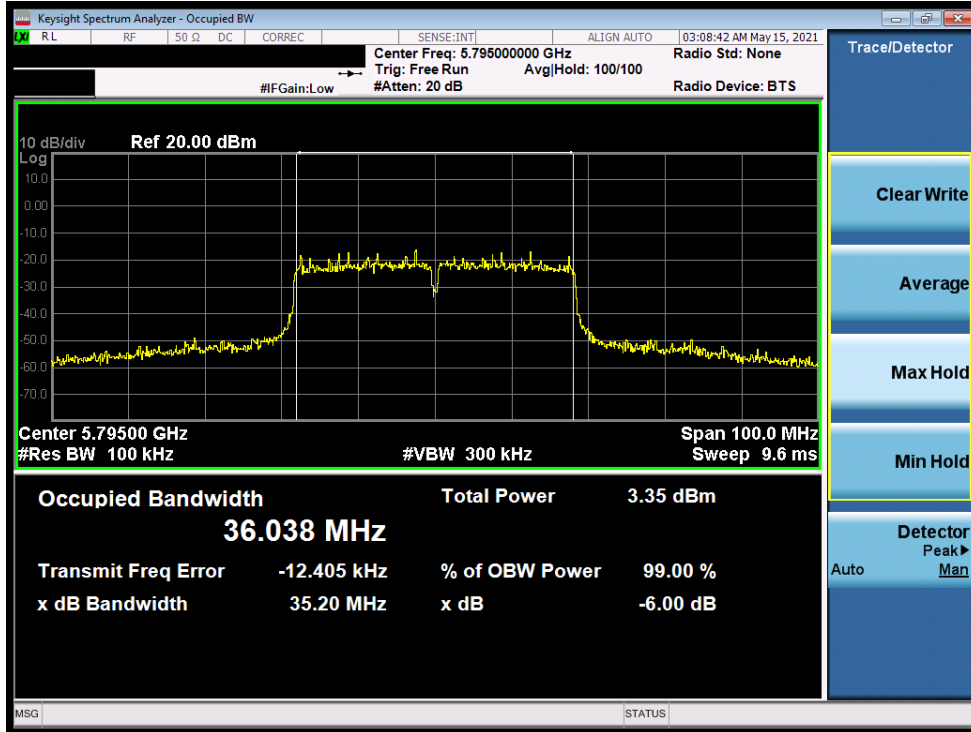 Keysight Spectrum Analyzer - Occupied BW
LXI RL RF 50 Ω DC CORREC SENSE:INT ALIGN AUTO 03:08:42 AM May 15, 2021
Center Freq: 5.795000000 GHz Radio Std: None
Trig: Free Run Avg|Hold: 100/100
#IFGain:Low #Atten: 20 dB Radio Device: BTS
10 dB/div Ref 20.00 dBm
Log
10.0
0.00
-10.0
-20.0
-30.0
-40.0
-50.0
-60.0
-70.0
Center 5.79500 GHz Span 100.0 MHz
#Res BW 100 kHz #VBW 300 kHz Sweep 9.6 ms
Occupied Bandwidth Total Power 3.35 dBm
36.038 MHz
Transmit Freq Error -12.405 kHz % of OBW Power 99.00 %
x dB Bandwidth 35.20 MHz x dB -6.00 dB
MSG STATUS
Trace/Detector
Clear Write
Average
Max Hold
Min Hold
Detector
Peak▶
Auto Man